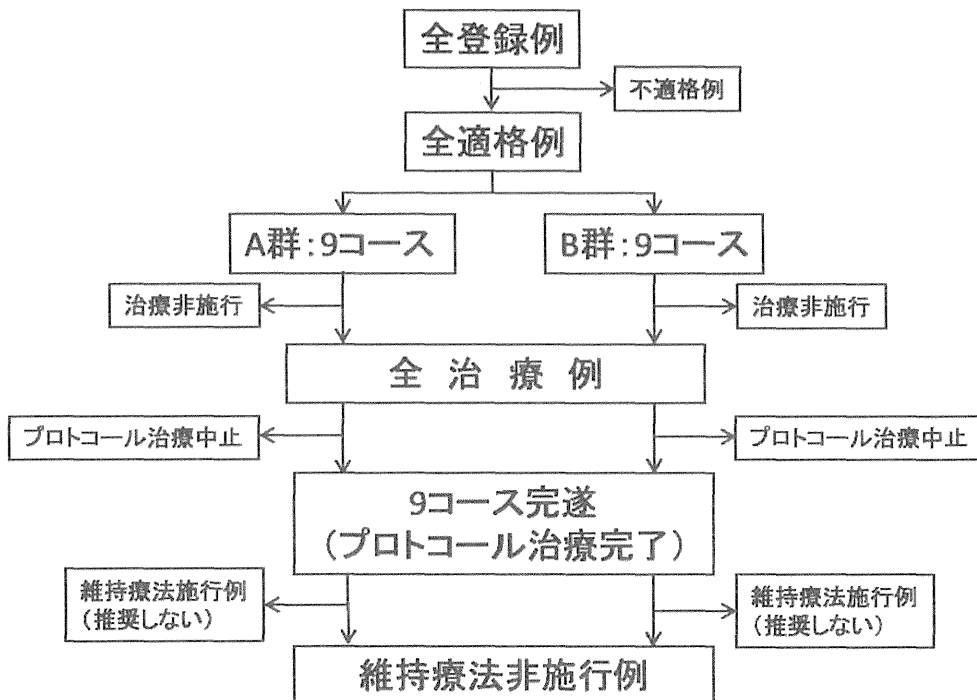 全登録例
不適格例
全適格例
A群:9コース
B群:9コース
治療非施行
治療非施行
全 治 療 例
プロトコール治療中止
プロトコール治療中止
9コース完遂
(プロトコール治療完了)
維持療法施行例
(推奨しない)
維持療法施行例
(推奨しない)
維持療法非施行例